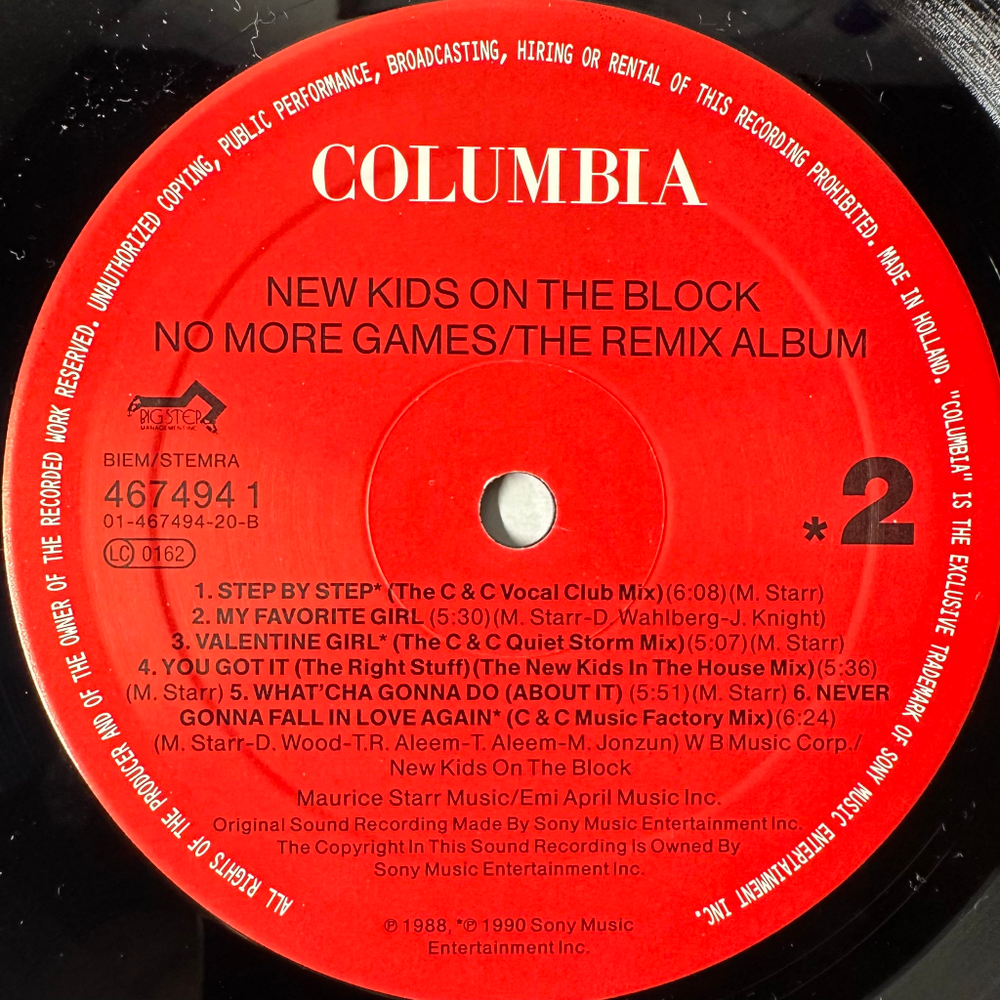 ALL RIGHTS OF THE PRODUCER AND OF THE OWNER OF THE RECORDED WORK RESERVED. UNAUTHORIZED COPYING, PUBLIC PERFORMANCE, BROADCASTING, HIRING OR RENTAL OF THIS RECORDING PROHIBITED. MADE IN HOLLAND. "COLUMBIA" IS THE EXCLUSIVE TRADEMARK OF SONY MUSIC ENTERTAINMENT INC.
COLUMBIA
NEW KIDS ON THE BLOCK
NO MORE GAMES/THE REMIX ALBUM
BIG STEP
MANAGEMENT INC.
BIEM/STEMRA
467494 1
01-467494-20-B
LC 0162
*2
1. STEP BY STEP* (The C & C Vocal Club Mix)(6:08)(M. Starr)
2. MY FAVORITE GIRL (5:30)(M. Starr-D. Wahlberg-J. Knight)
3. VALENTINE GIRL* (The C & C Quiet Storm Mix)(5:07)(M. Starr)
4. YOU GOT IT (The Right Stuff)(The New Kids In The House Mix)(5:36)
(M. Starr) 5. WHAT'CHA GONNA DO (ABOUT IT) (5:51)(M. Starr) 6. NEVER
GONNA FALL IN LOVE AGAIN* (C & C Music Factory Mix)(6:24)
(M. Starr-D. Wood-T.R. Aleem-T. Aleem-M. Jonzun) W B Music Corp./
New Kids On The Block
Maurice Starr Music/Emi April Music Inc.
Original Sound Recording Made By Sony Music Entertainment Inc.
The Copyright In This Sound Recording Is Owned By
Sony Music Entertainment Inc.
℗ 1988, *℗ 1990 Sony Music
Entertainment Inc.